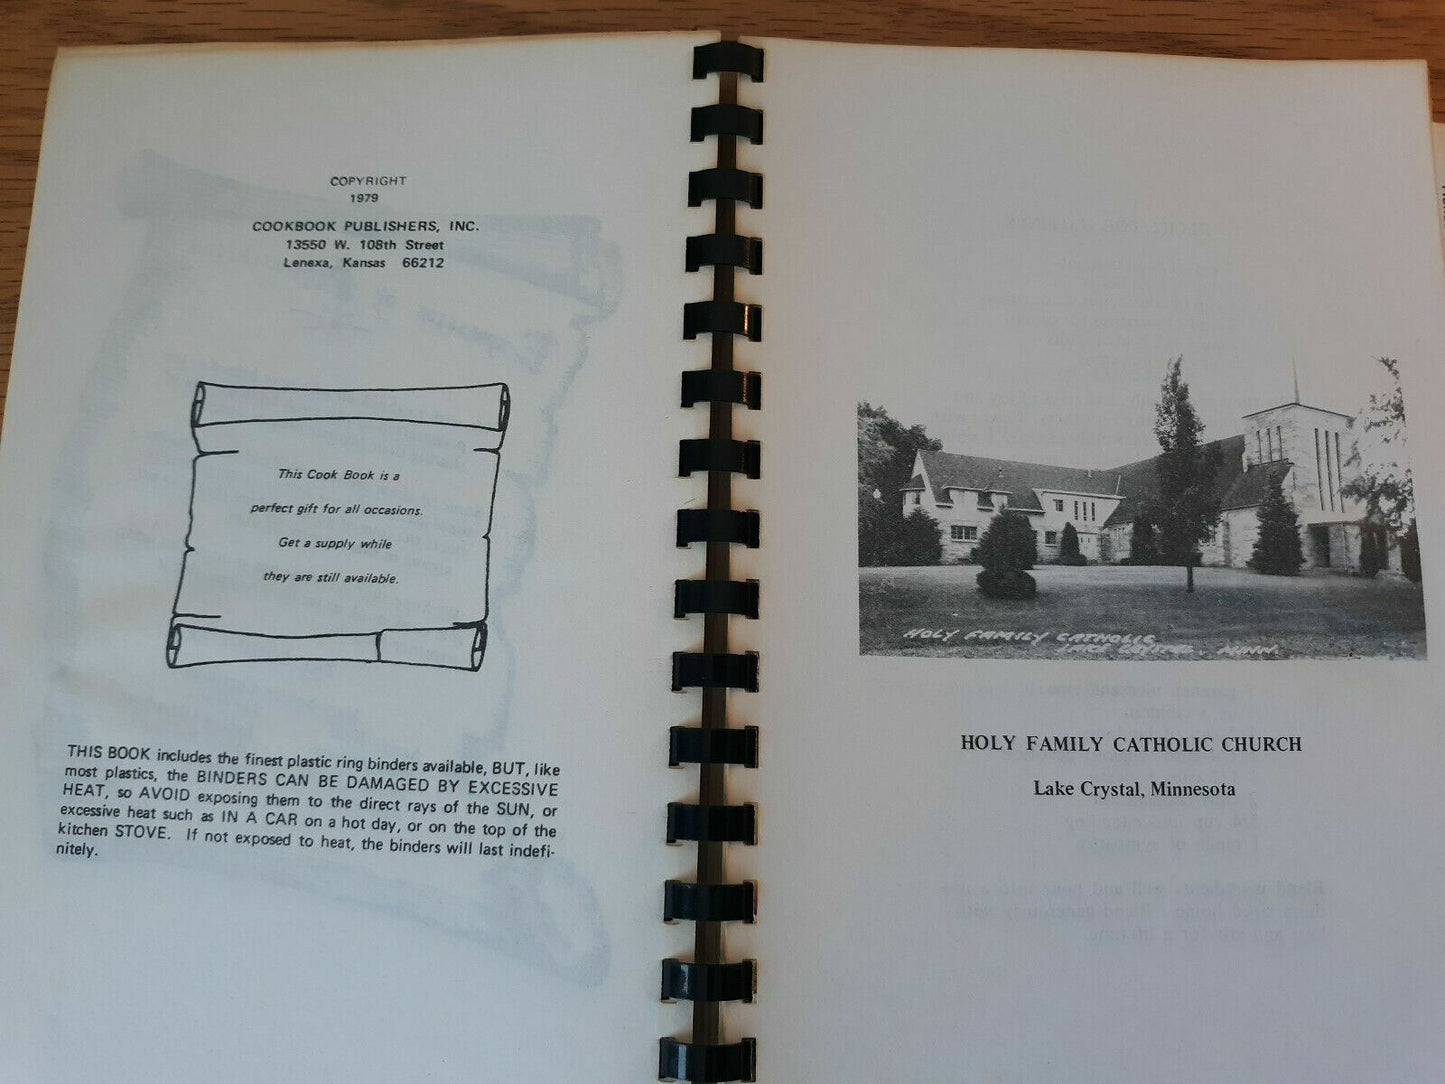 COPYRIGHT
1979
COOKBOOK PUBLISHERS, INC.
13550 W. 108th Street
Lenexa, Kansas 66212
This Cook Book is a
perfect gift for all occasions.
Get a supply while
they are still available.
THIS BOOK includes the finest plastic ring binders available, BUT, like
most plastics, the BINDERS CAN BE DAMAGED BY EXCESSIVE
HEAT, so AVOID exposing them to the direct rays of the SUN, or
excessive heat such as IN A CAR on a hot day, or on the top of the
kitchen STOVE. If not exposed to heat, the binders will last indefi-
nitely.
HOLY FAMILY CATHOLIC
LAKE CRYSTAL. MINN.
HOLY FAMILY CATHOLIC CHURCH
Lake Crystal, Minnesota